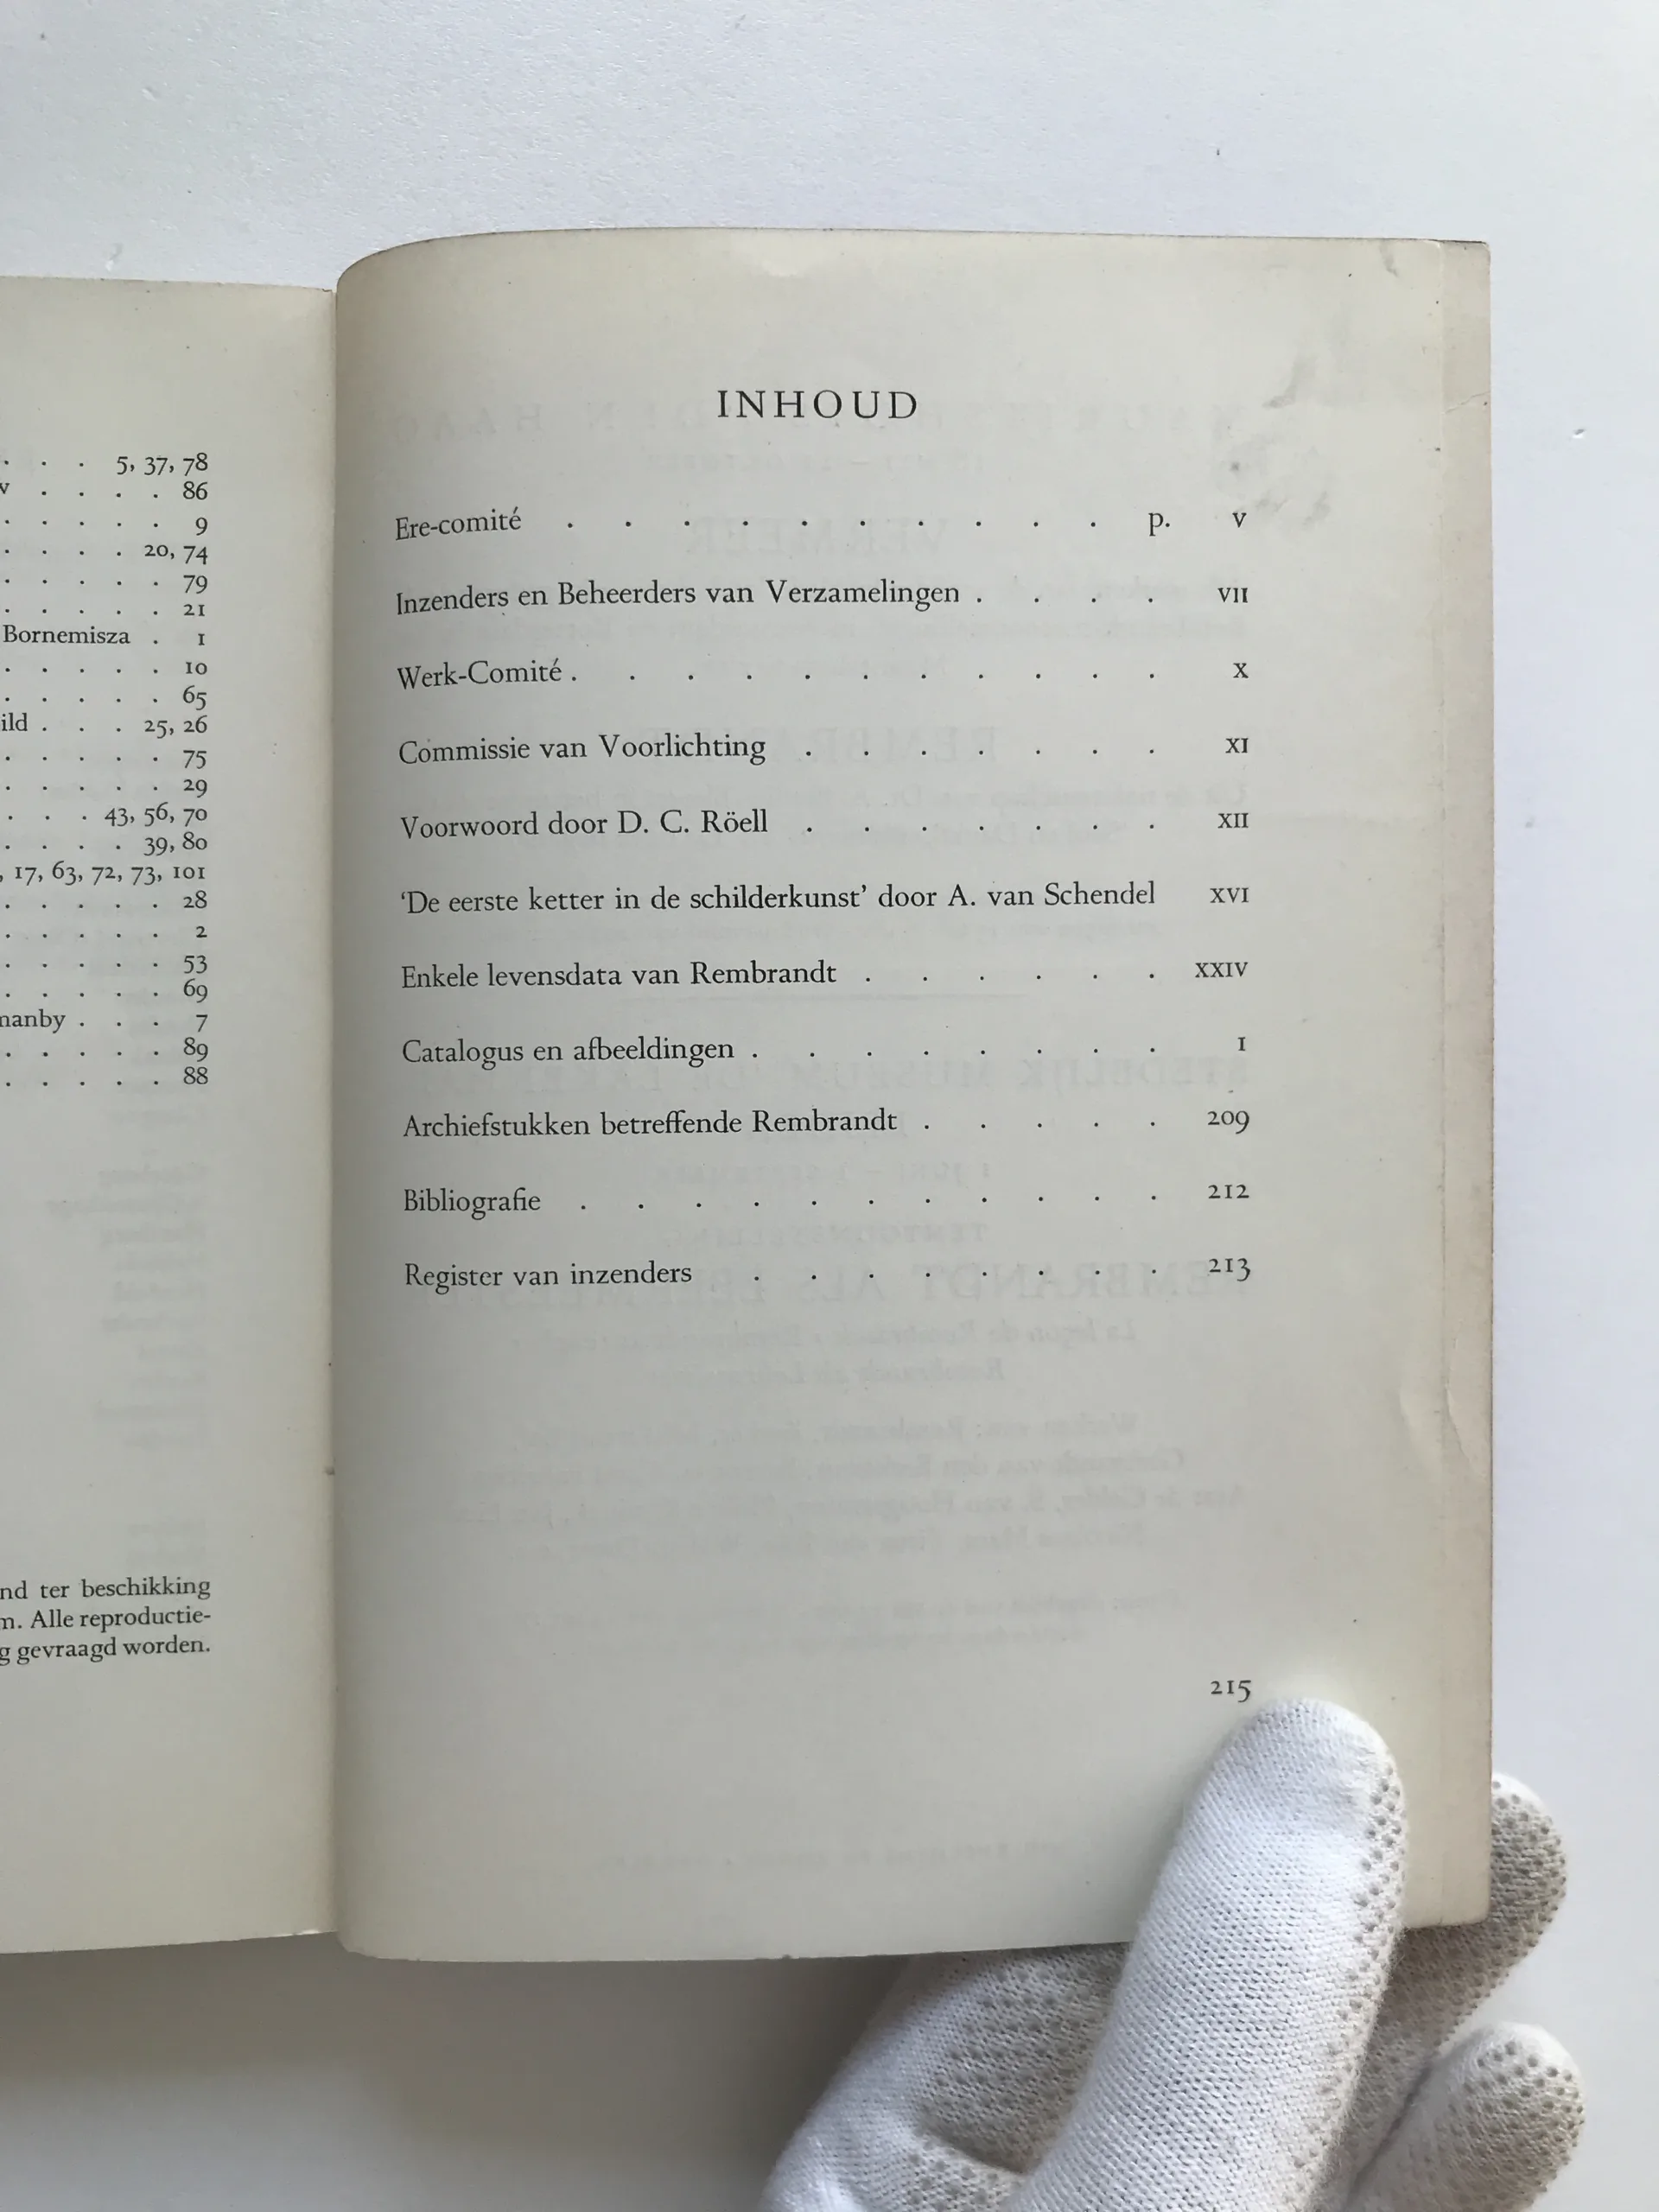 . . . 5, 37, 78
v . . . . 86
. . . . . 9
. . . . 20, 74
. . . . . 79
. . . . . 21
Bornemisza . 1
. . . . . 10
. . . . . 65
ild . . . 25, 26
. . . . . 75
. . . . . 29
. . . 43, 56, 70
. . . . 39, 80
, 17, 63, 72, 73, 101
. . . . . 28
. . . . . 2
. . . . . 53
. . . . . 69
nanby . . . 7
. . . . . 89
. . . . . 88
nd ter beschikking
n. Alle reproductie-
g gevraagd worden.
INHOUD
Ere-comité . . . . . . . . . . p. V
Inzenders en Beheerders van Verzamelingen . . . . VII
Werk-Comité . . . . . . . . . . . X
Commissie van Voorlichting . . . . . . . XI
Voorwoord door D. C. Röell . . . . . . . XII
‘De eerste ketter in de schilderkunst’ door A. van Schendel XVI
Enkele levensdata van Rembrandt . . . . . . XXIV
Catalogus en afbeeldingen . . . . . . . . 1
Archiefstukken betreffende Rembrandt . . . . . 209
Bibliografie . . . . . . . . . . . 212
Register van inzenders . . . . . . . . 213
215